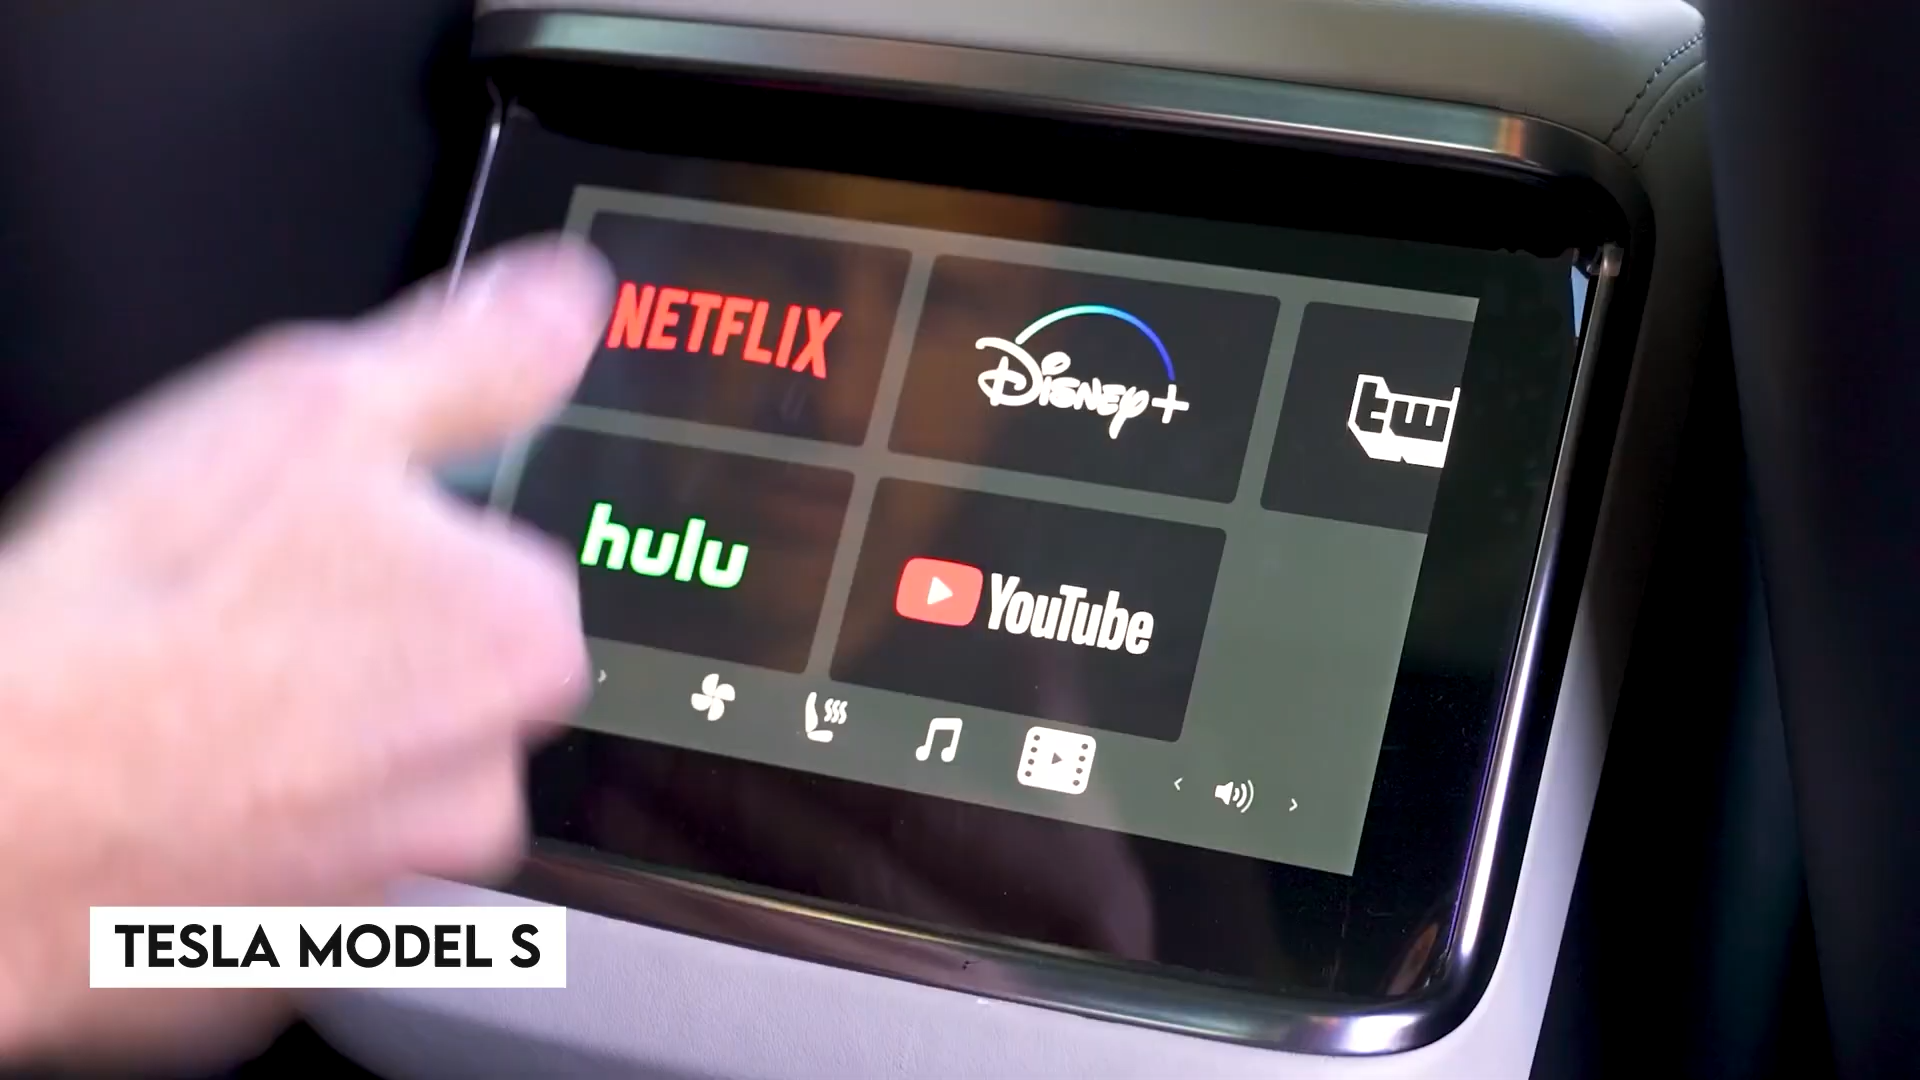 NETFLIX
Disney+
hulu
YouTube
TESLA MODEL S